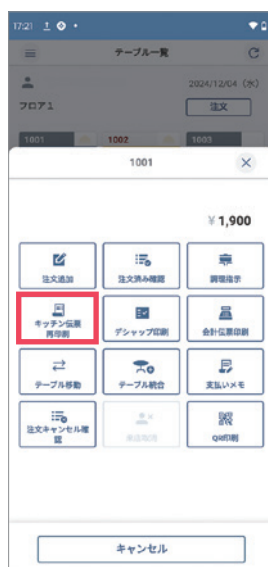 17:21
テーブル一覧
2024/12/04 (水)
フロア1
注文
1001
1002
1003
1001
¥ 1,900
注文追加
注文済み確認
調理指示
キッチン伝票
再印刷
デシャップ印刷
会計伝票印刷
テーブル移動
テーブル統合
支払いメモ
注文キャンセル確
認
QR印刷
キャンセル